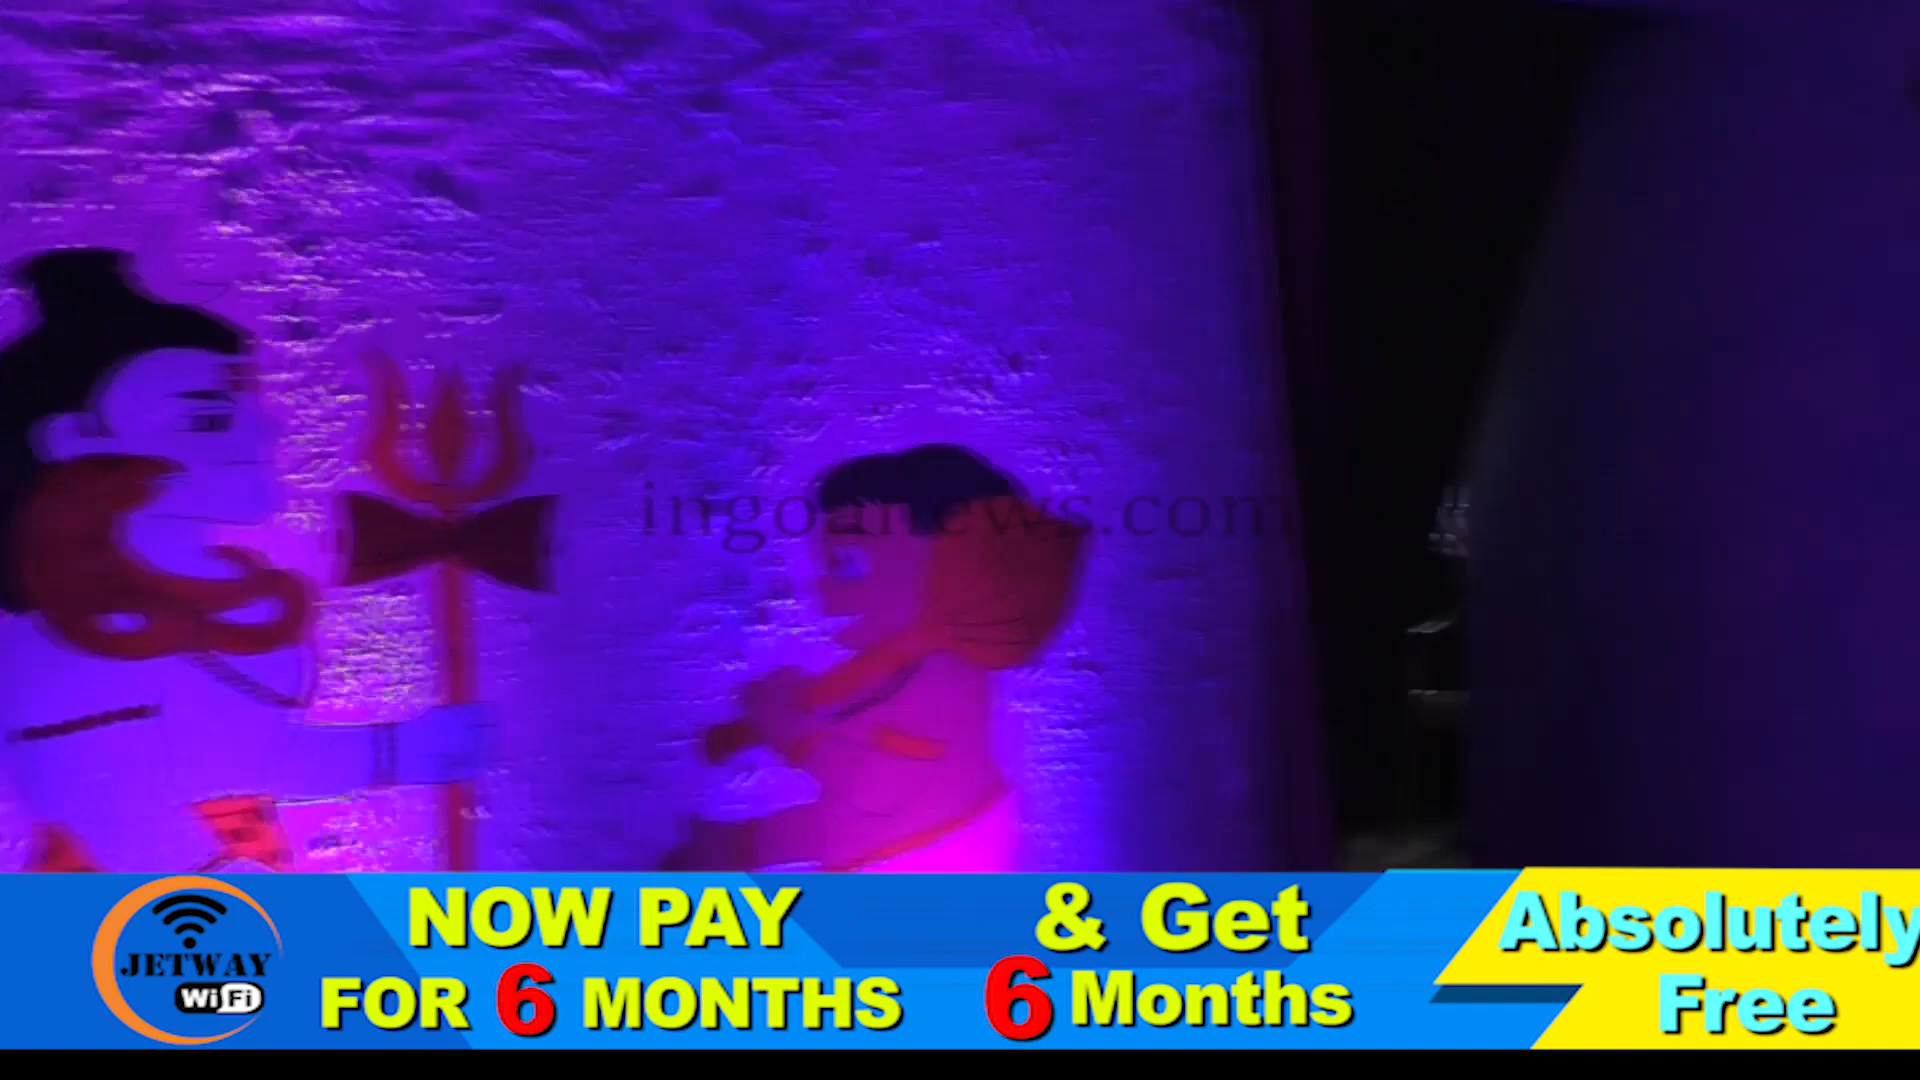 ingoanews.com
JETWAY
WiFi
NOW PAY
FOR 6 MONTHS
& Get
6 Months
Absolutely
Free